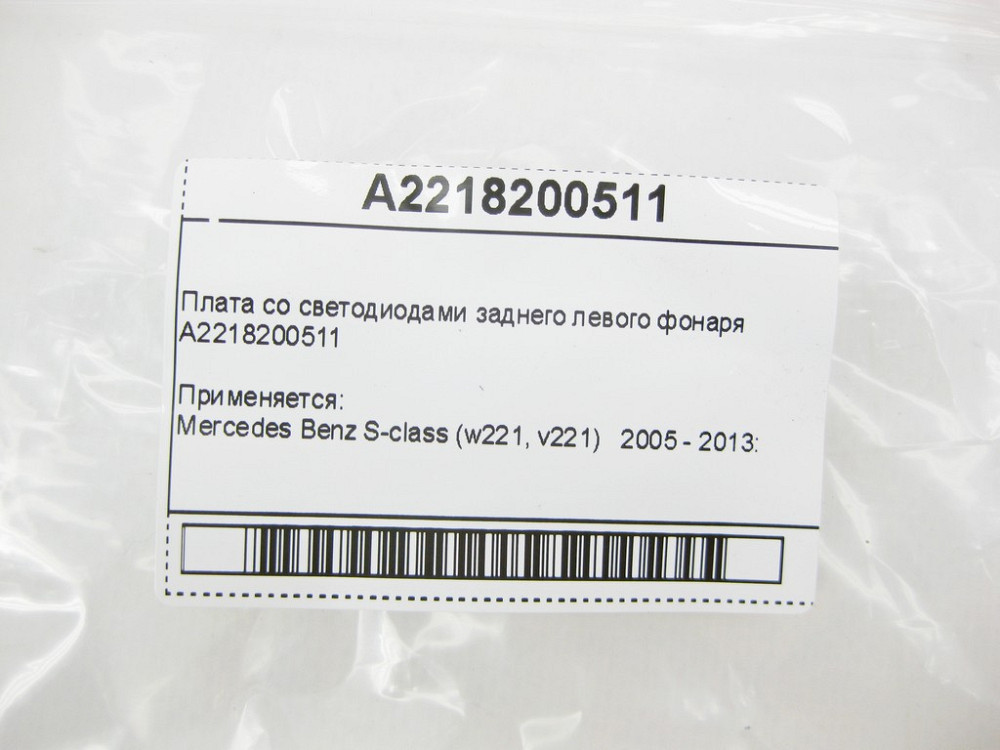 A2218200511
Плата со светодиодами заднего левого фонаря
A2218200511
Применяется:
Mercedes Benz S-class (w221, v221) 2005 - 2013: